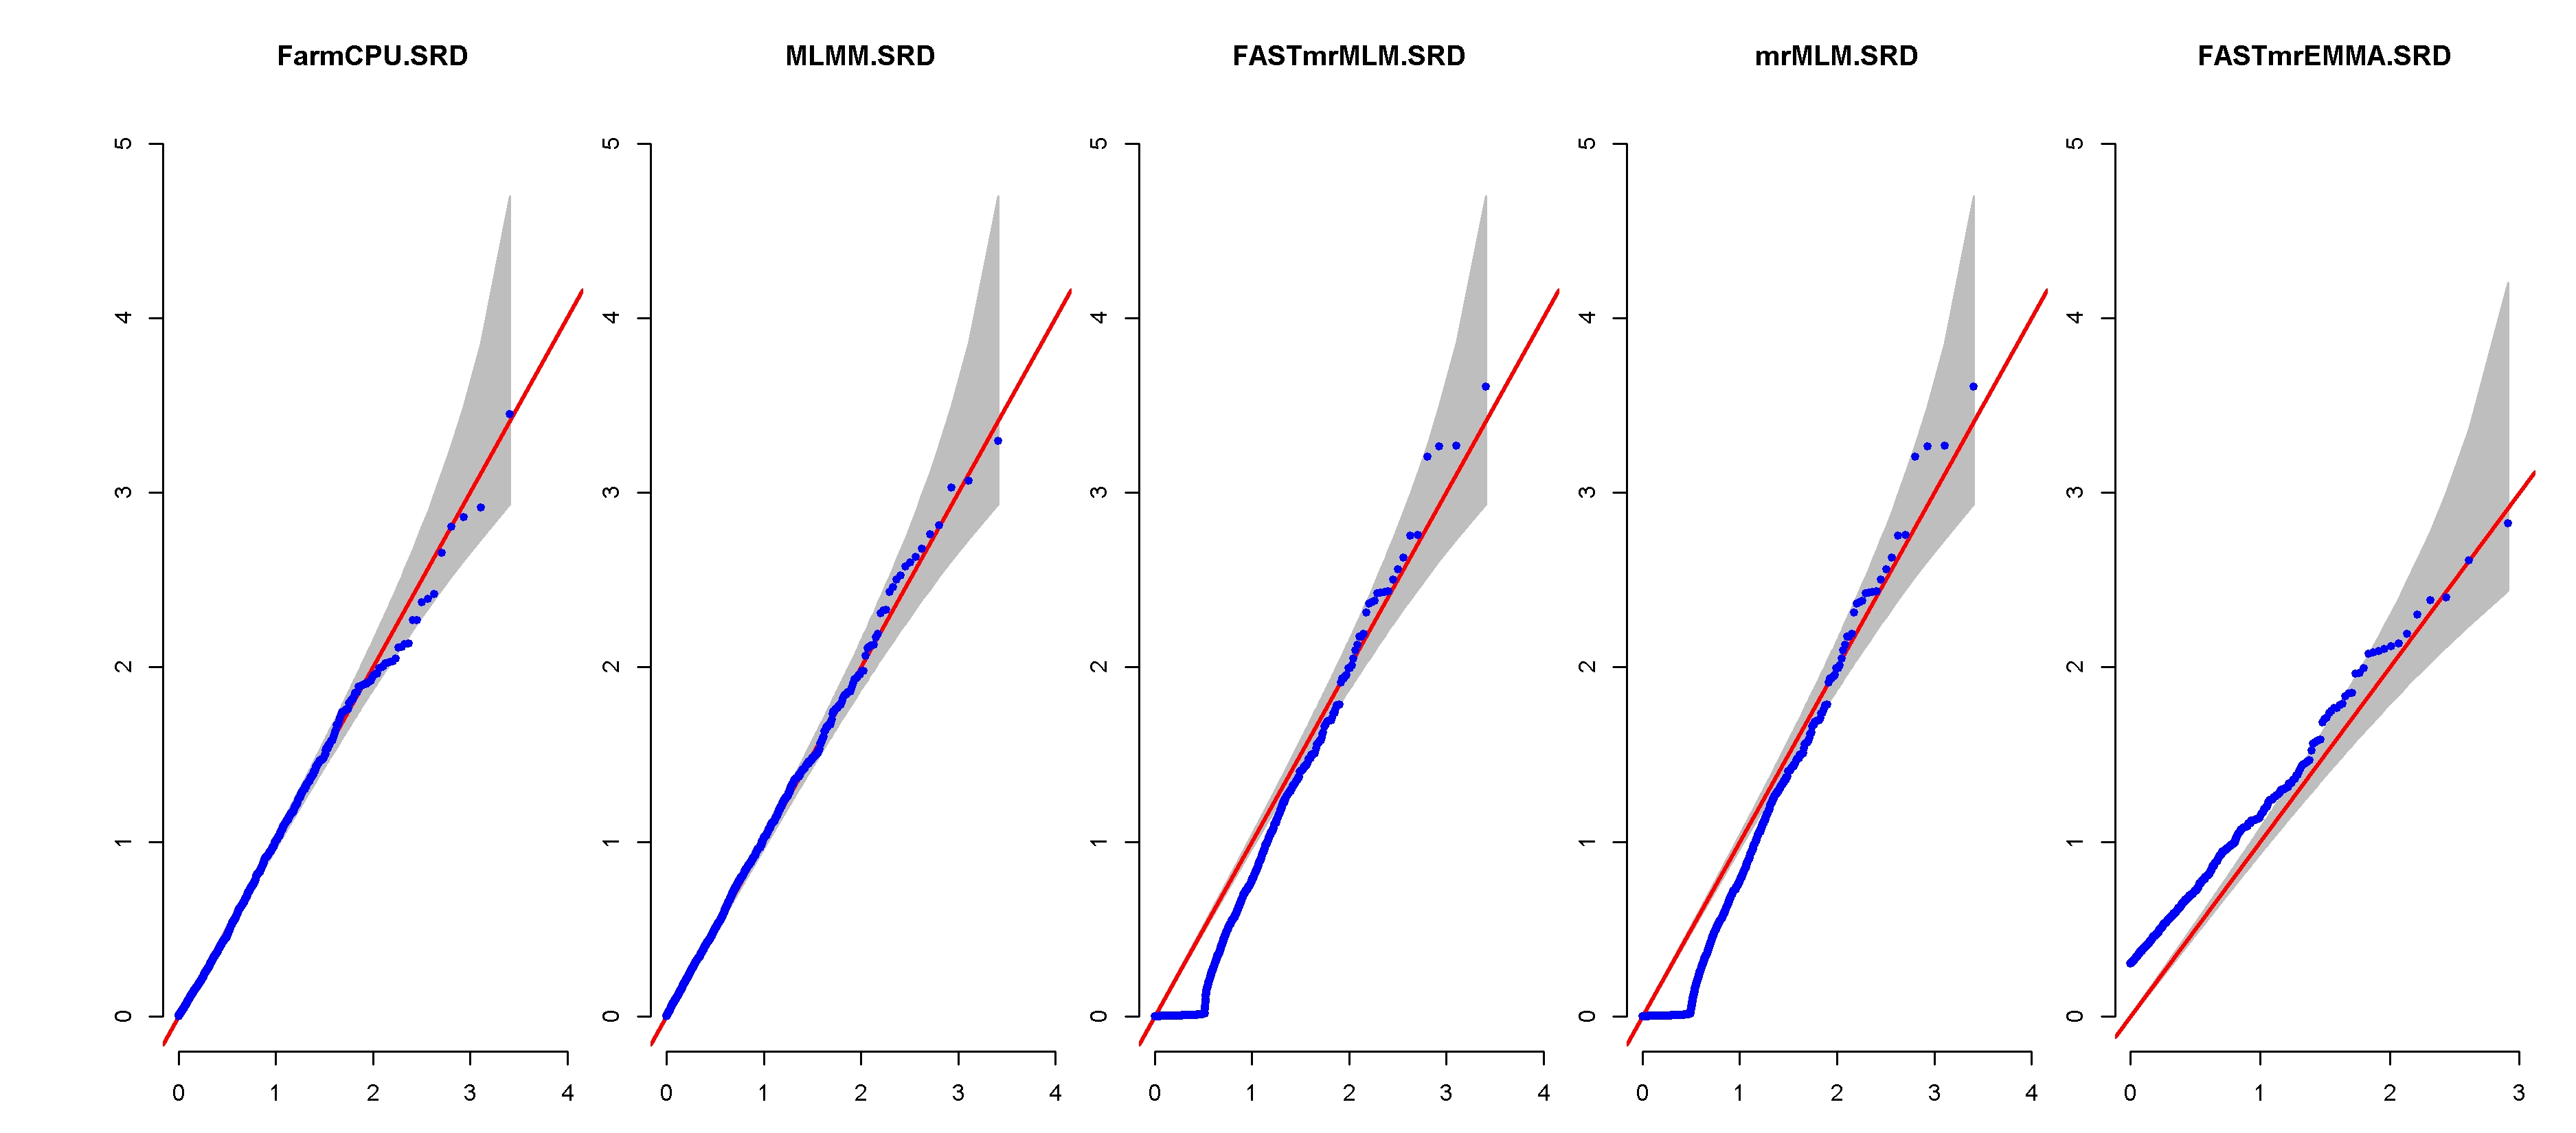 FarmCPU.SRD MLMM.SRD FASTmrMLM.SRD mrMLM.SRD FASTmrEMMA.SRD
5 5 5 5 5
4 4 4 4 4
3 3 3 3 3
2 2 2 2 2
1 1 1 1 1
0 0 0 0 0
0 1 2 3 4 0 1 2 3 4 0 1 2 3 4 0 1 2 3 4 0 1 2 3